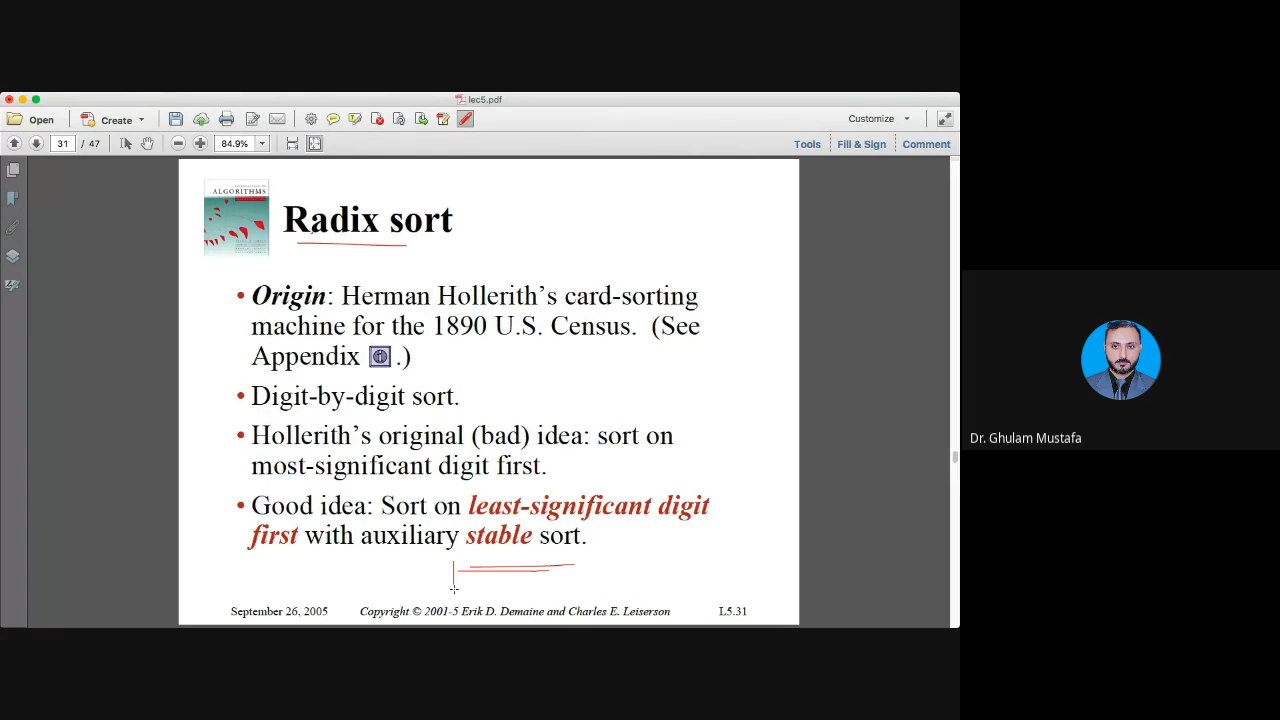 lec5.pdf
Open Create Customize
31 / 47 84.9% Tools Fill & Sign Comment
ALGORITHMS
Radix sort
• Origin: Herman Hollerith’s card-sorting
machine for the 1890 U.S. Census. (See
Appendix .)
• Digit-by-digit sort.
• Hollerith’s original (bad) idea: sort on
most-significant digit first.
• Good idea: Sort on least-significant digit
first with auxiliary stable sort.
September 26, 2005 Copyright © 2001-5 Erik D. Demaine and Charles E. Leiserson L5.31
Dr. Ghulam Mustafa